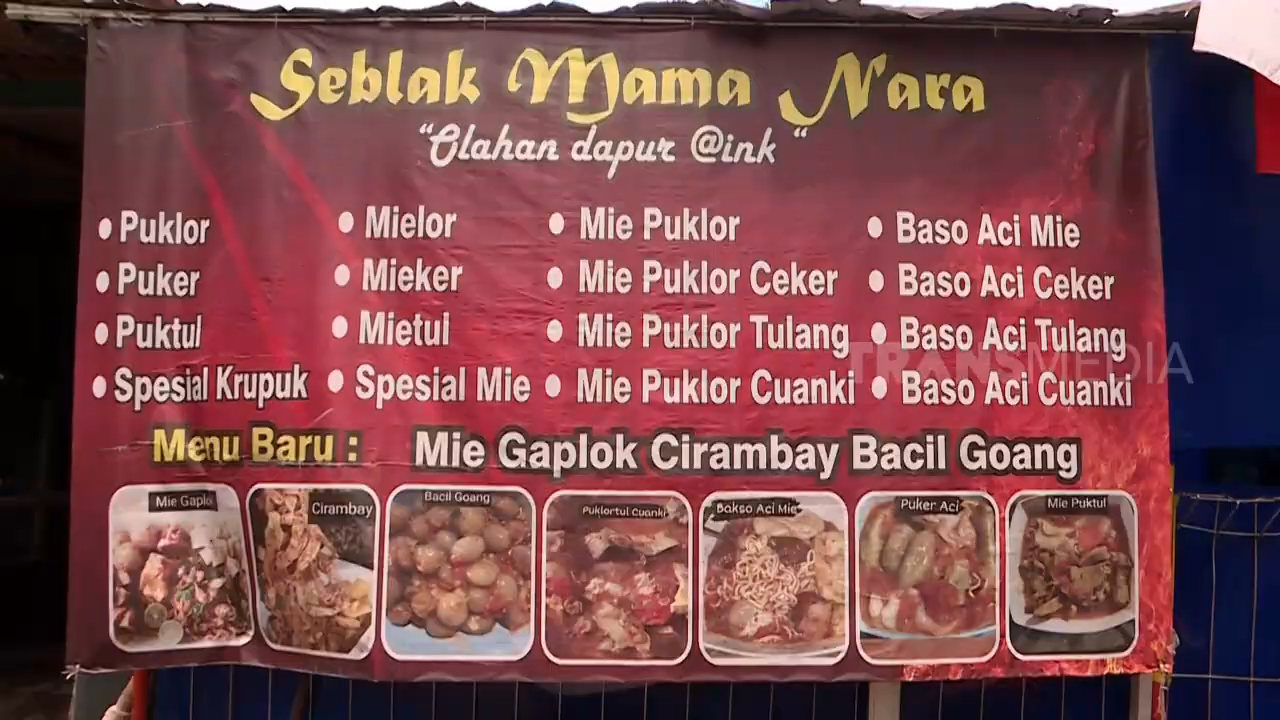 Seblak Mama Nara
“Olahan dapur @ink “
• Puklor
• Puker
• Puktul
• Spesial Krupuk
• Mielor
• Mieker
• Mietul
• Spesial Mie
• Mie Puklor
• Mie Puklor Ceker
• Mie Puklor Tulang
• Mie Puklor Cuanki
• Baso Aci Mie
• Baso Aci Ceker
• Baso Aci Tulang
• Baso Aci Cuanki
TRANSMEDIA
Menu Baru : Mie Gaplok Cirambay Bacil Goang
Mie Gaplo
Cirambay
Bacil Goang
Puklortul Cuanki
Bakso Aci Mie
Puker Aci
Mie Puktul